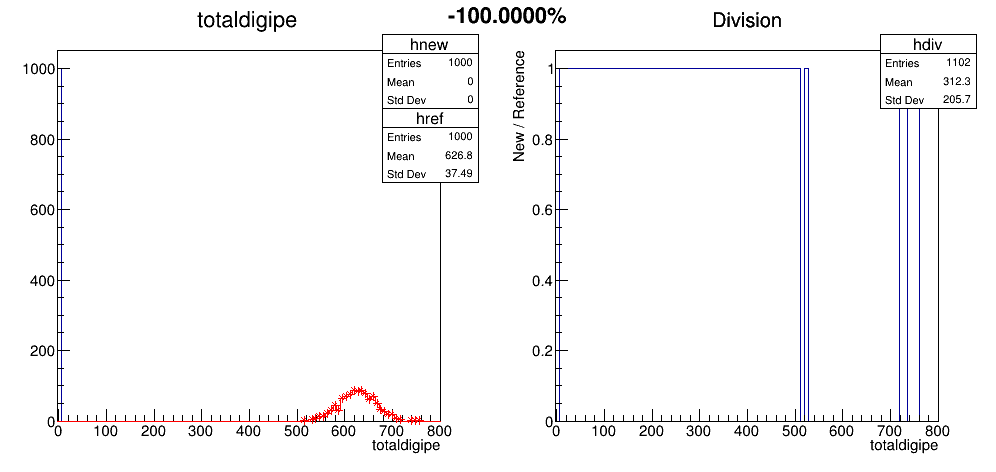 -100.0000%
totaldigipe
hnew
Entries 1000
Mean 0
Std Dev 0
href
Entries 1000
Mean 626.8
Std Dev 37.49
1000
800
600
400
200
0
0 100 200 300 400 500 600 700 800
totaldigipe
Division
hdiv
Entries 1102
Mean 312.3
Std Dev 205.7
New / Reference
1
0.8
0.6
0.4
0.2
0
0 100 200 300 400 500 600 700 800
totaldigipe